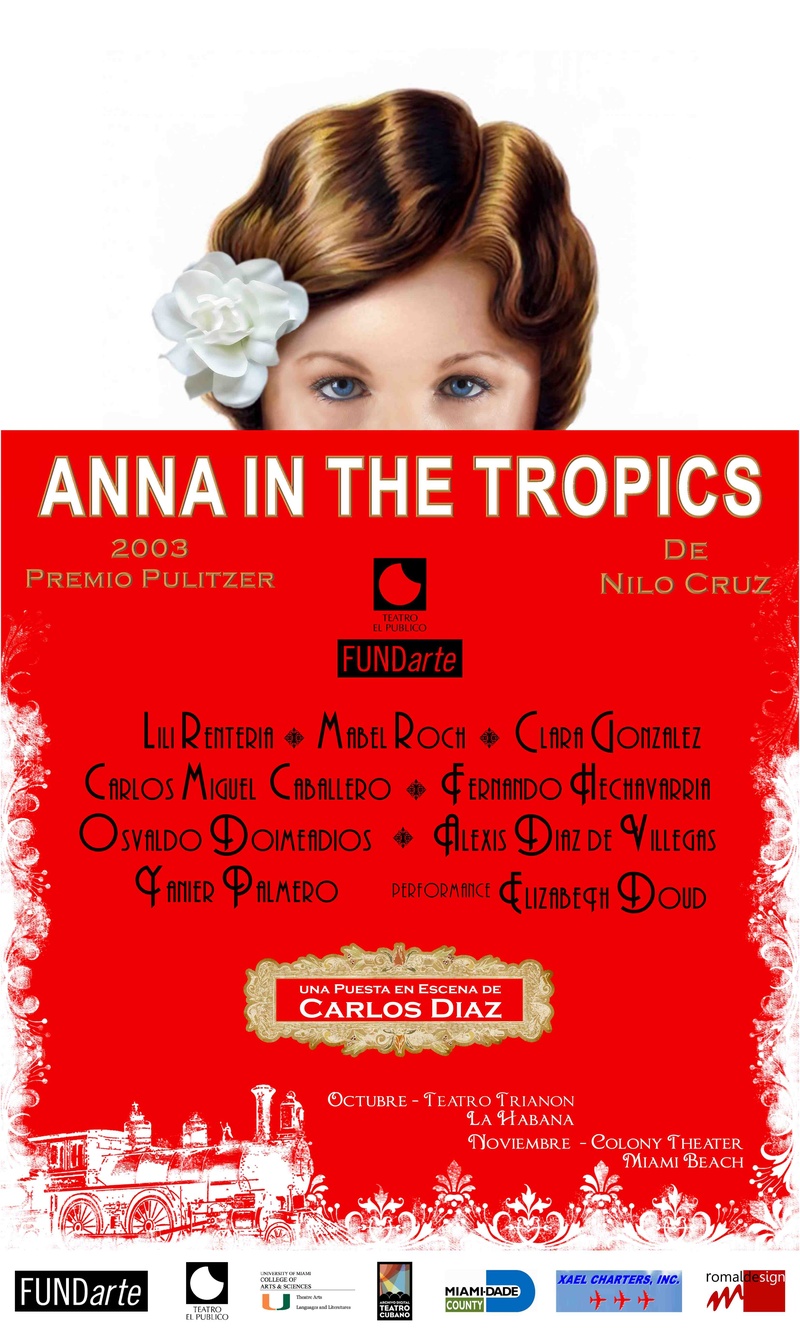 ANNA IN THE TROPICS
2003
PREMIO PULITZER
DE
NILO CRUZ
TEATRO
EL PUBLICO
FUNDarte
LILI RENTERIA MABEL ROCH CLARA GONZALEZ
CARLOS MIGUEL CABALLERO FERNANDO HECHAVARRIA
OSVALDO DOIMEADIOS ALEXIS DIAZ DE VILLEGAS
YANIER PALMERO PERFORMANCE ELIZABETH DOUD
UNA PUESTA EN ESCENA DE
CARLOS DIAZ
OCTUBRE - TEATRO TRIANON
LA HABANA
NOVIEMBRE - COLONY THEATER
MIAMI BEACH
FUNDarte
TEATRO
EL PUBLICO
UNIVERSITY OF MIAMI
COLLEGE OF
ARTS & SCIENCES
Theatre Arts
Languages and Literatures
ARCHIVO DIGITAL
TEATRO
CUBANO
MIAMI-DADE
COUNTY
XAEL CHARTERS, INC.
romaldesign